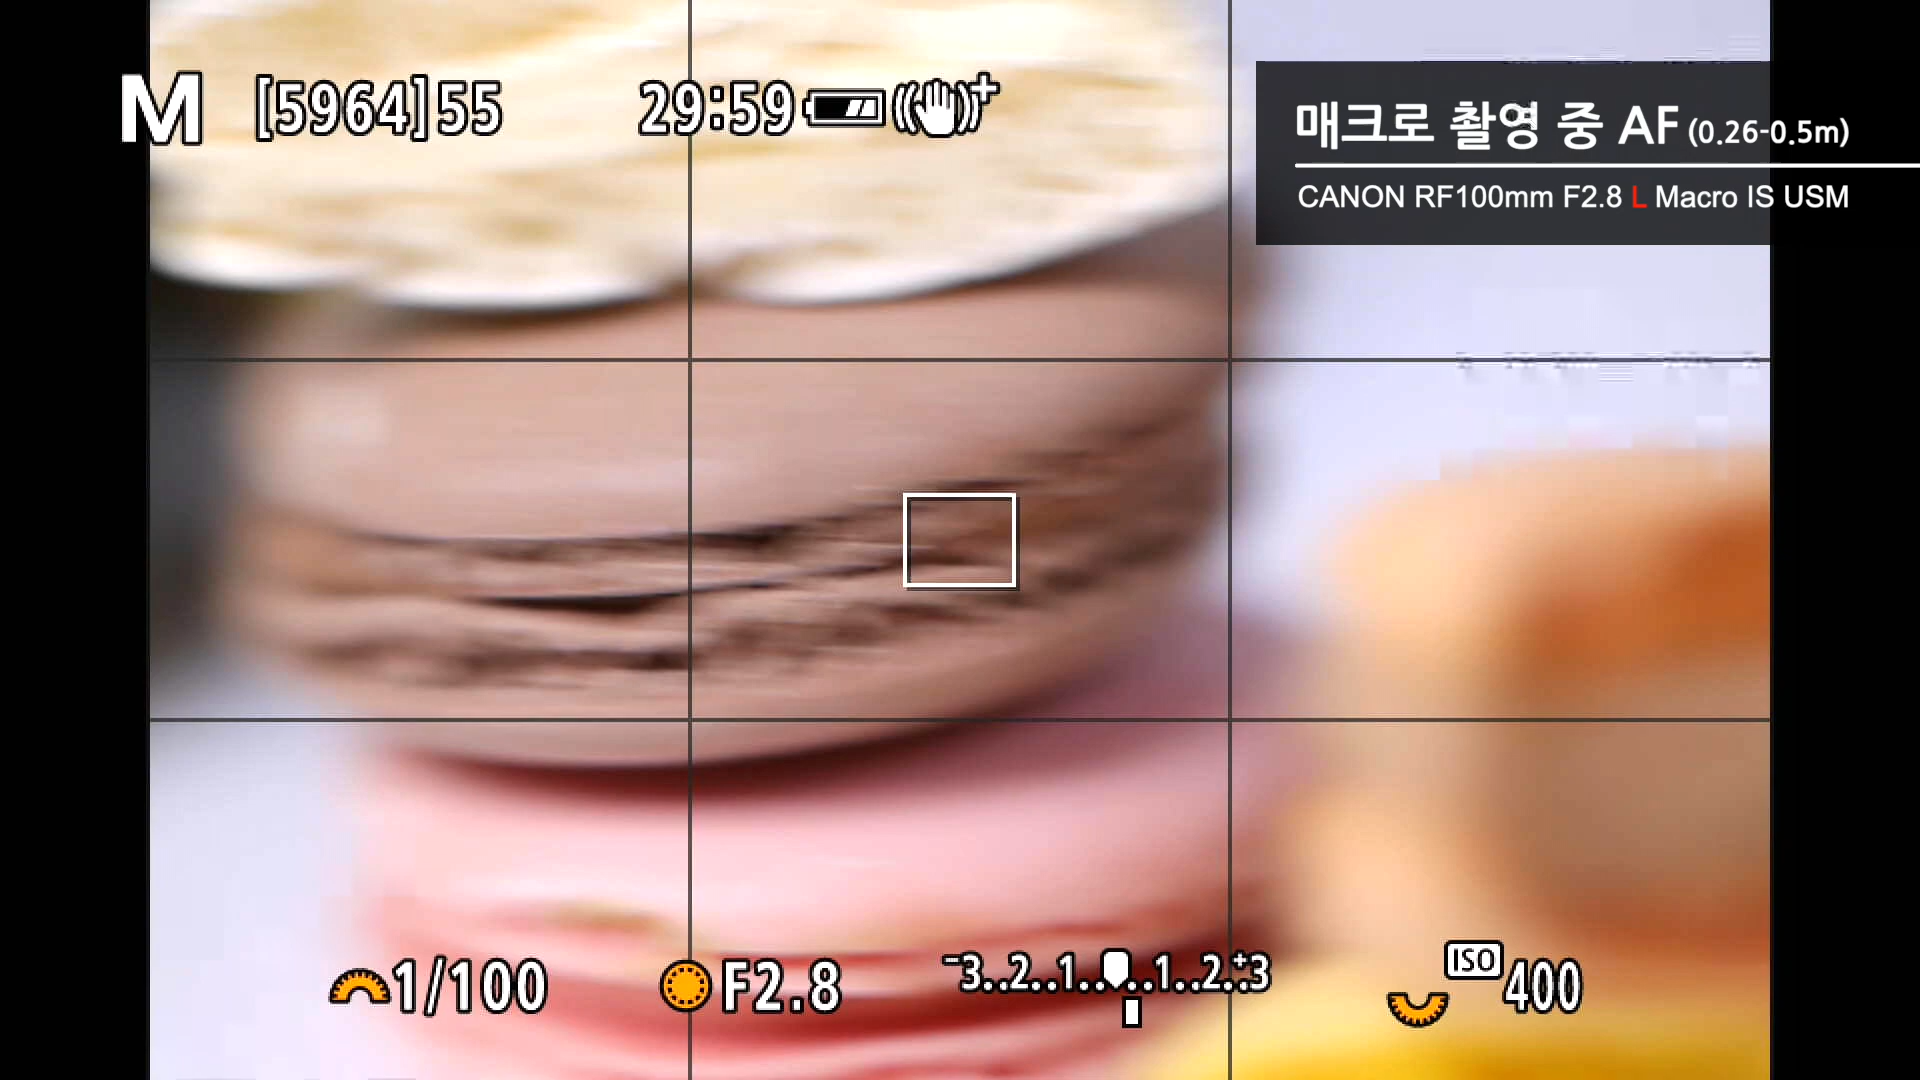 M [5964]55 29:59
매크로 촬영 중 AF (0.26-0.5m)
CANON RF100mm F2.8 L Macro IS USM
1/100 F2.8 -3..2..1..0..1..2..+3 ISO 400